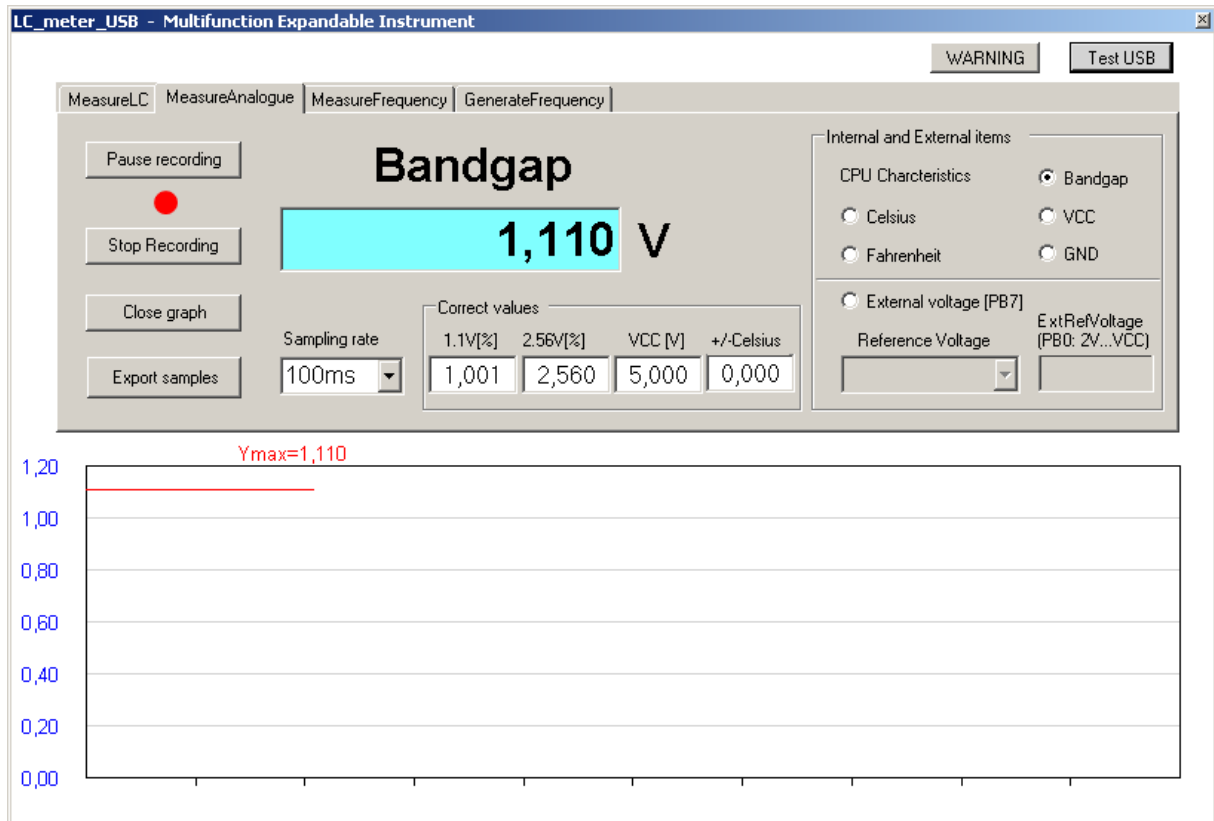 LC_meter_USB - Multifunction Expandable Instrument
WARNING
Test USB
MeasureLC
MeasureAnalogue
MeasureFrequency
GenerateFrequency
Pause recording
Stop Recording
Close graph
Export samples
Bandgap
1,110 V
Sampling rate
100ms
Correct values
1.1V[%] 2.56V[%] VCC [V] +/-Celsius
1,001 2,560 5,000 0,000
Internal and External items
CPU Charcteristics
Bandgap
Celsius
VCC
Fahrenheit
GND
External voltage [PB7]
Reference Voltage
ExtRefVoltage
(PB0: 2V...VCC)
Ymax=1,110
1,20
1,00
0,80
0,60
0,40
0,20
0,00